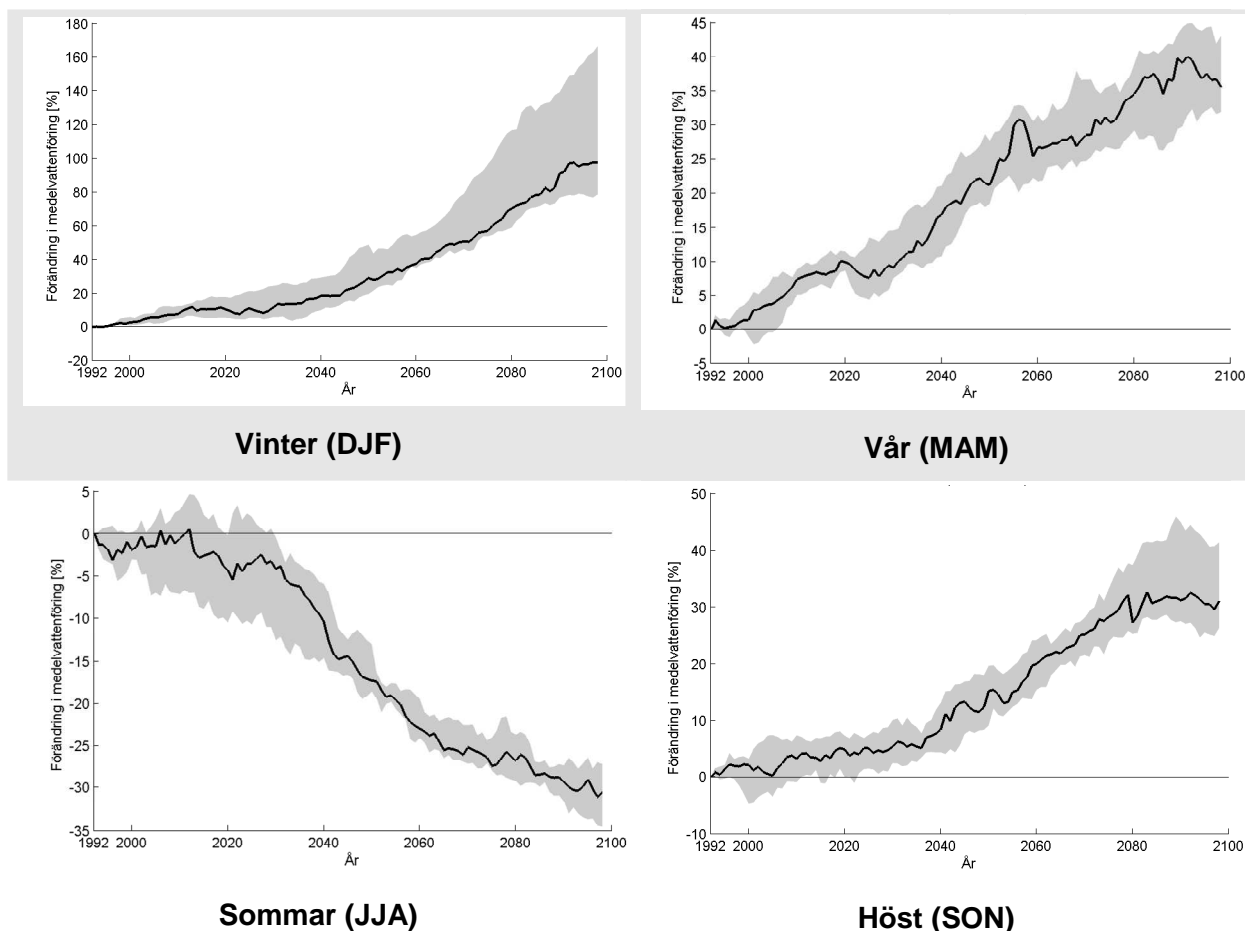 Förändring i medelvattenföring [%]
180
160
140
120
100
80
60
40
20
0
-20
1992 2000 2020 2040 2060 2080 2100
År
Vinter (DJF)
Förändring i medelvattenföring [%]
45
40
35
30
25
20
15
10
5
0
-5
1992 2000 2020 2040 2060 2080 2100
År
Vår (MAM)
Förändring i medelvattenföring [%]
5
0
-5
-10
-15
-20
-25
-30
-35
1992 2000 2020 2040 2060 2080 2100
År
Sommar (JJA)
Förändring i medelvattenföring [%]
50
40
30
20
10
0
-10
1992 2000 2020 2040 2060 2080 2100
År
Höst (SON)